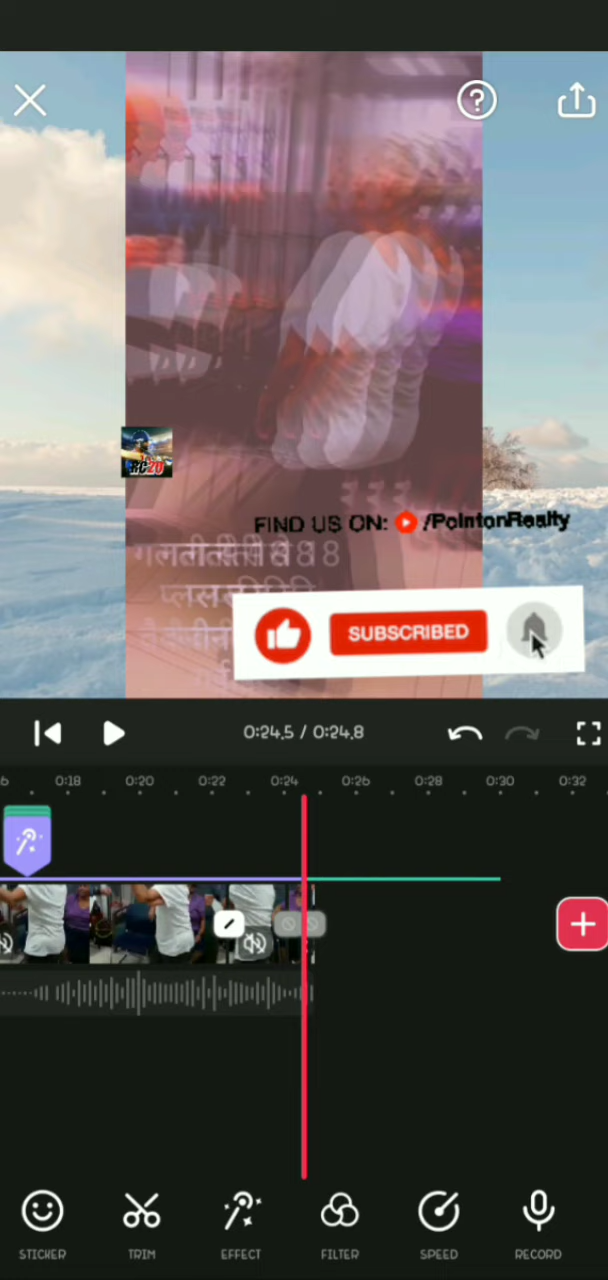 RC20
FIND US ON: /PointonRealty
SUBSCRIBED
0:24.5 / 0:24.8
0:18 0:20 0:22 0:24 0:26 0:28 0:30 0:32
STICKER TRIM EFFECT FILTER SPEED RECORD